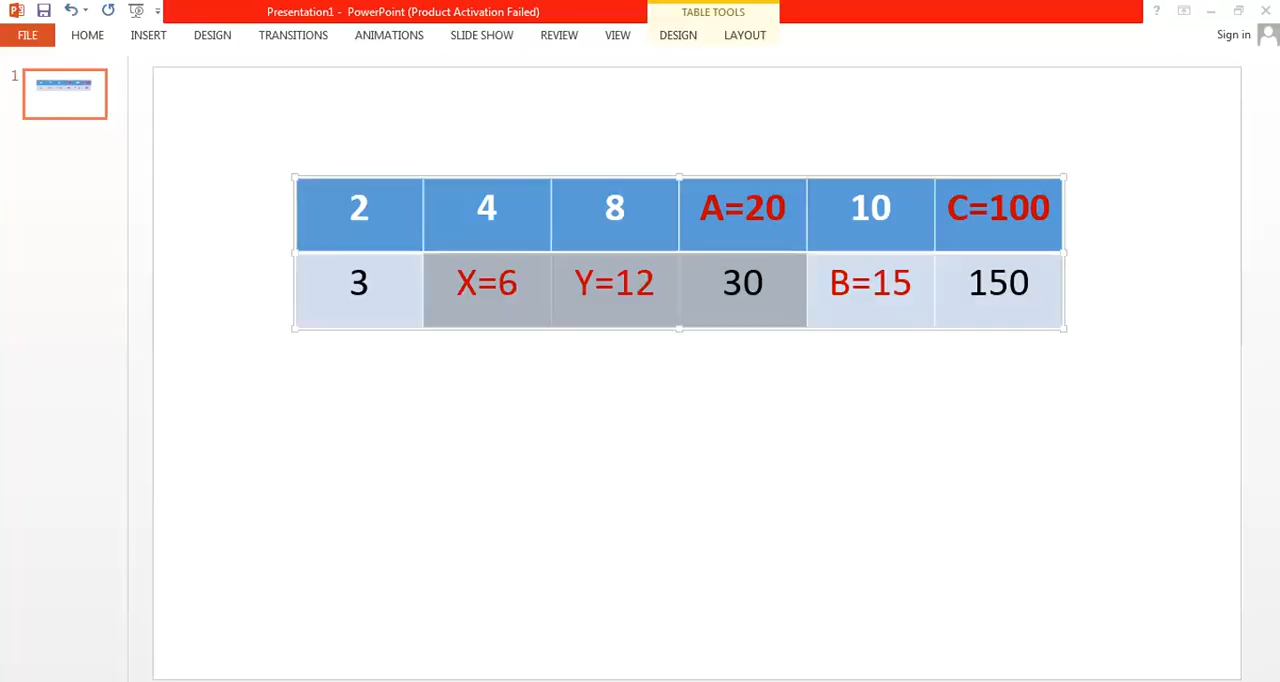 Presentation1 - PowerPoint (Product Activation Failed)
TABLE TOOLS
?
FILE HOME INSERT DESIGN TRANSITIONS ANIMATIONS SLIDE SHOW REVIEW VIEW DESIGN LAYOUT Sign in
1
2 4 8 A=20 10 C=100
3 X=6 Y=12 30 B=15 150